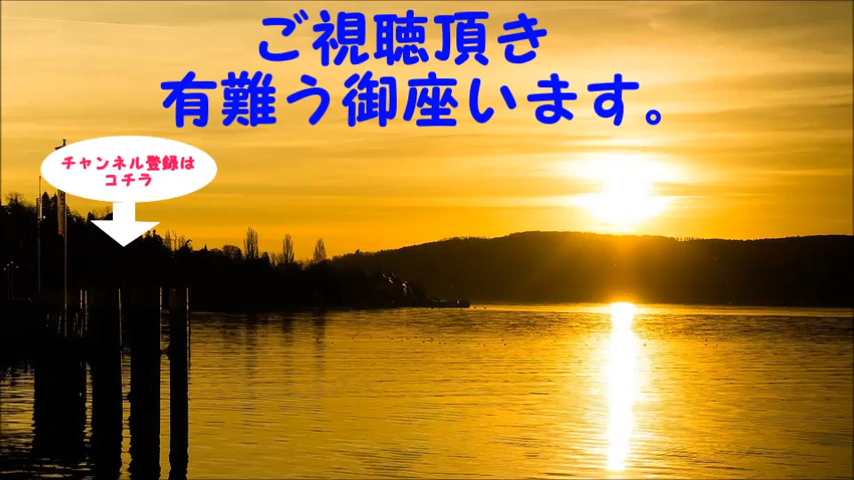 ご視聴頂き
有難う御座います。
チャンネル登録は
コチラ